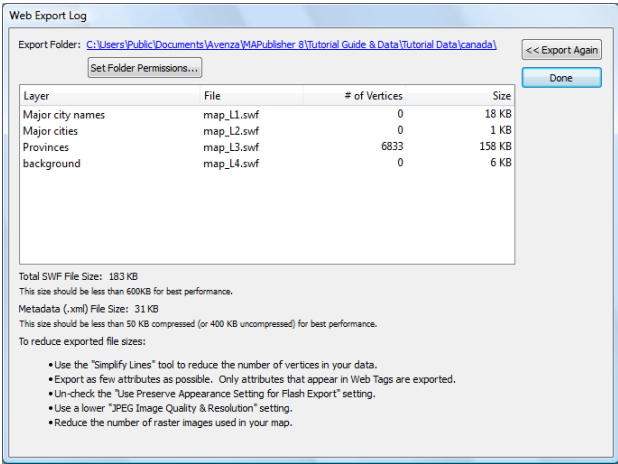 Web Export Log
Export Folder: C:\Users\Public\Documents\Avenza\MAPublisher 8\Tutorial Guide & Data\Tutorial Data\canada\
<< Export Again
Set Folder Permissions...
Done
Layer File # of Vertices Size
Major city names map_L1.swf 0 18 KB
Major cities map_L2.swf 0 1 KB
Provinces map_L3.swf 6833 158 KB
background map_L4.swf 0 6 KB
Total SWF File Size: 183 KB
This size should be less than 600KB for best performance.
Metadata (.xml) File Size: 31 KB
This size should be less than 50 KB compressed (or 400 KB uncompressed) for best performance.
To reduce exported file sizes:
• Use the "Simplify Lines" tool to reduce the number of vertices in your data.
• Export as few attributes as possible. Only attributes that appear in Web Tags are exported.
• Un-check the "Use Preserve Appearance Setting for Flash Export" setting.
• Use a lower "JPEG Image Quality & Resolution" setting.
• Reduce the number of raster images used in your map.